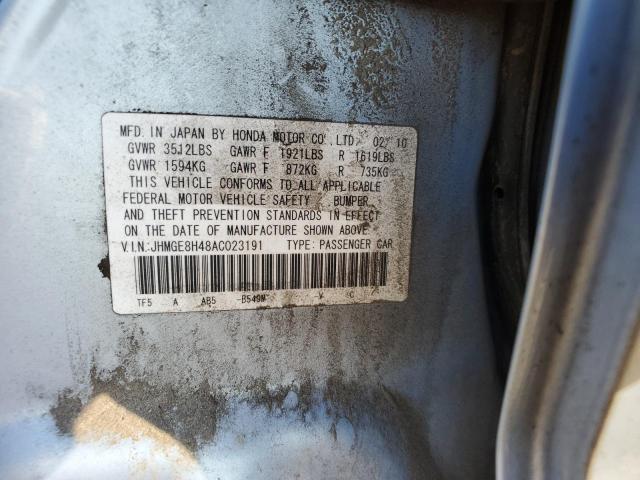 MFD. IN JAPAN BY HONDA MOTOR CO., LTD. 02/10
GVWR 3512LBS GAWR F 1921LBS R 1619LBS
GVWR 1594KG GAWR F 872KG R 735KG
THIS VEHICLE CONFORMS TO ALL APPLICABLE
FEDERAL MOTOR VEHICLE SAFETY BUMPER
AND THEFT PREVENTION STANDARDS IN EFFECT
ON THE DATE OF MANUFACTURE SHOWN ABOVE.
V.I.N.:JHMGE8H48AC023191 TYPE: PASSENGER CAR
TF5 A AB5 -B549M V C